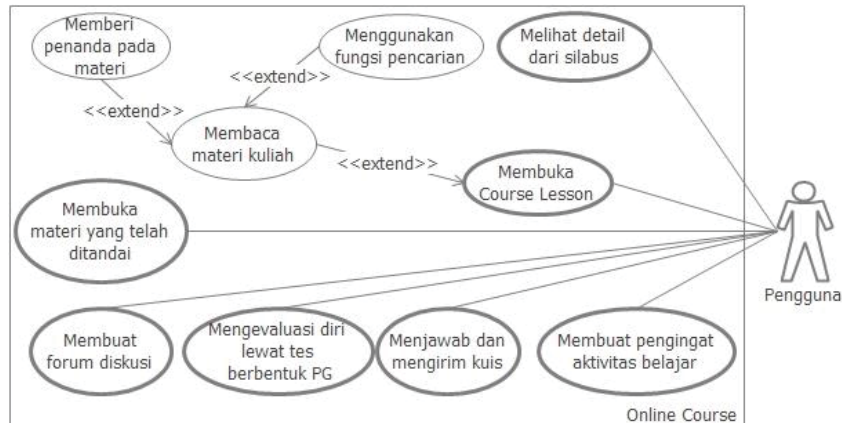 Memberi
penanda pada
materi
Menggunakan
fungsi pencarian
Melihat detail
dari silabus
<<extend>>
<<extend>>
Membaca
materi kuliah
<<extend>>
Membuka
Course Lesson
Membuka
materi yang telah
ditandai
Pengguna
Membuat
forum diskusi
Mengevaluasi diri
lewat tes
berbentuk PG
Menjawab dan
mengirim kuis
Membuat pengingat
aktivitas belajar
Online Course